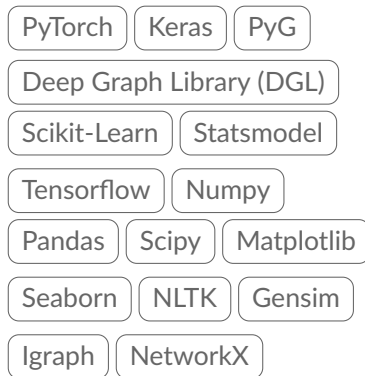 PyTorch Keras PyG
Deep Graph Library (DGL)
Scikit-Learn Statsmodel
Tensorflow Numpy
Pandas Scipy Matplotlib
Seaborn NLTK Gensim
Igraph NetworkX